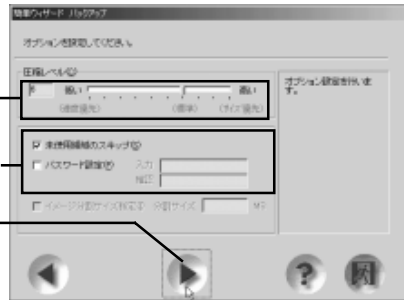 簡単ウィザード バックアップ
オプションを設定してください。
圧縮レベル(L)
6 低い 高い
(速度優先) (標準) (サイズ優先)
オプション設定を行いま
す。
未使用領域のスキップ(S)
パスワード設定(P) 入力
確認
イメージ分割サイズ指定 分割サイズ MB